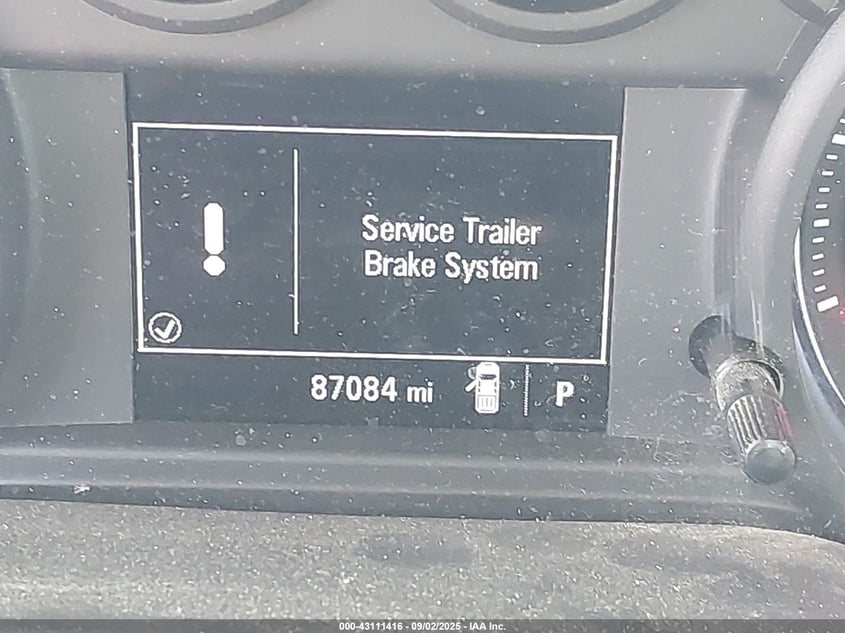 Service Trailer
Brake System
87084 mi
P
000-43111416 - 09/02/2025 - IAA Inc.